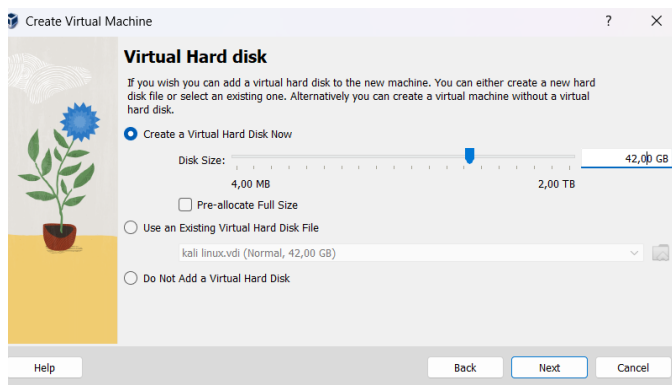 Create Virtual Machine
?
Virtual Hard disk
If you wish you can add a virtual hard disk to the new machine. You can either create a new hard
disk file or select an existing one. Alternatively you can create a virtual machine without a virtual
hard disk.
Create a Virtual Hard Disk Now
Disk Size:
42,00 GB
4,00 MB
2,00 TB
Pre-allocate Full Size
Use an Existing Virtual Hard Disk File
kali linux.vdi (Normal, 42,00 GB)
Do Not Add a Virtual Hard Disk
Help
Back
Next
Cancel